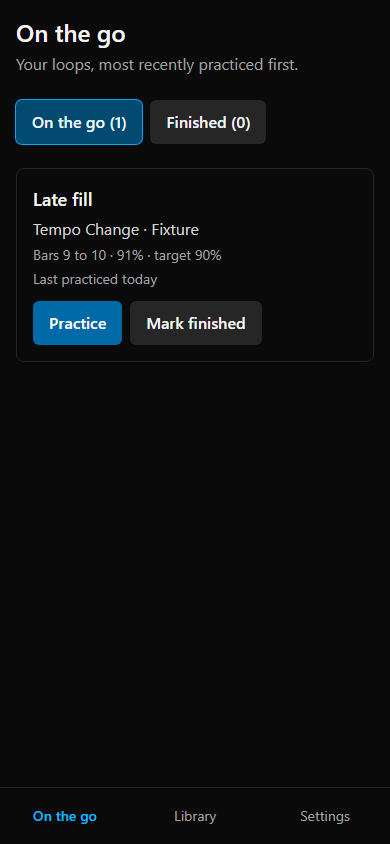 On the go
Your loops, most recently practiced first.
On the go (1)
Finished (0)
Late fill
Tempo Change · Fixture
Bars 9 to 10 · 91% · target 90%
Last practiced today
Practice
Mark finished
On the go
Library
Settings